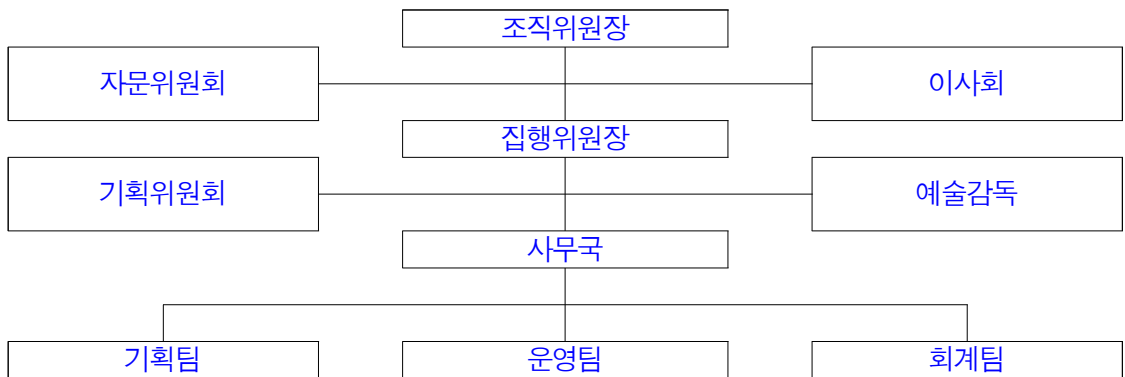 조직위원장
자문위원회
이사회
집행위원장
기획위원회
예술감독
사무국
기획팀
운영팀
회계팀